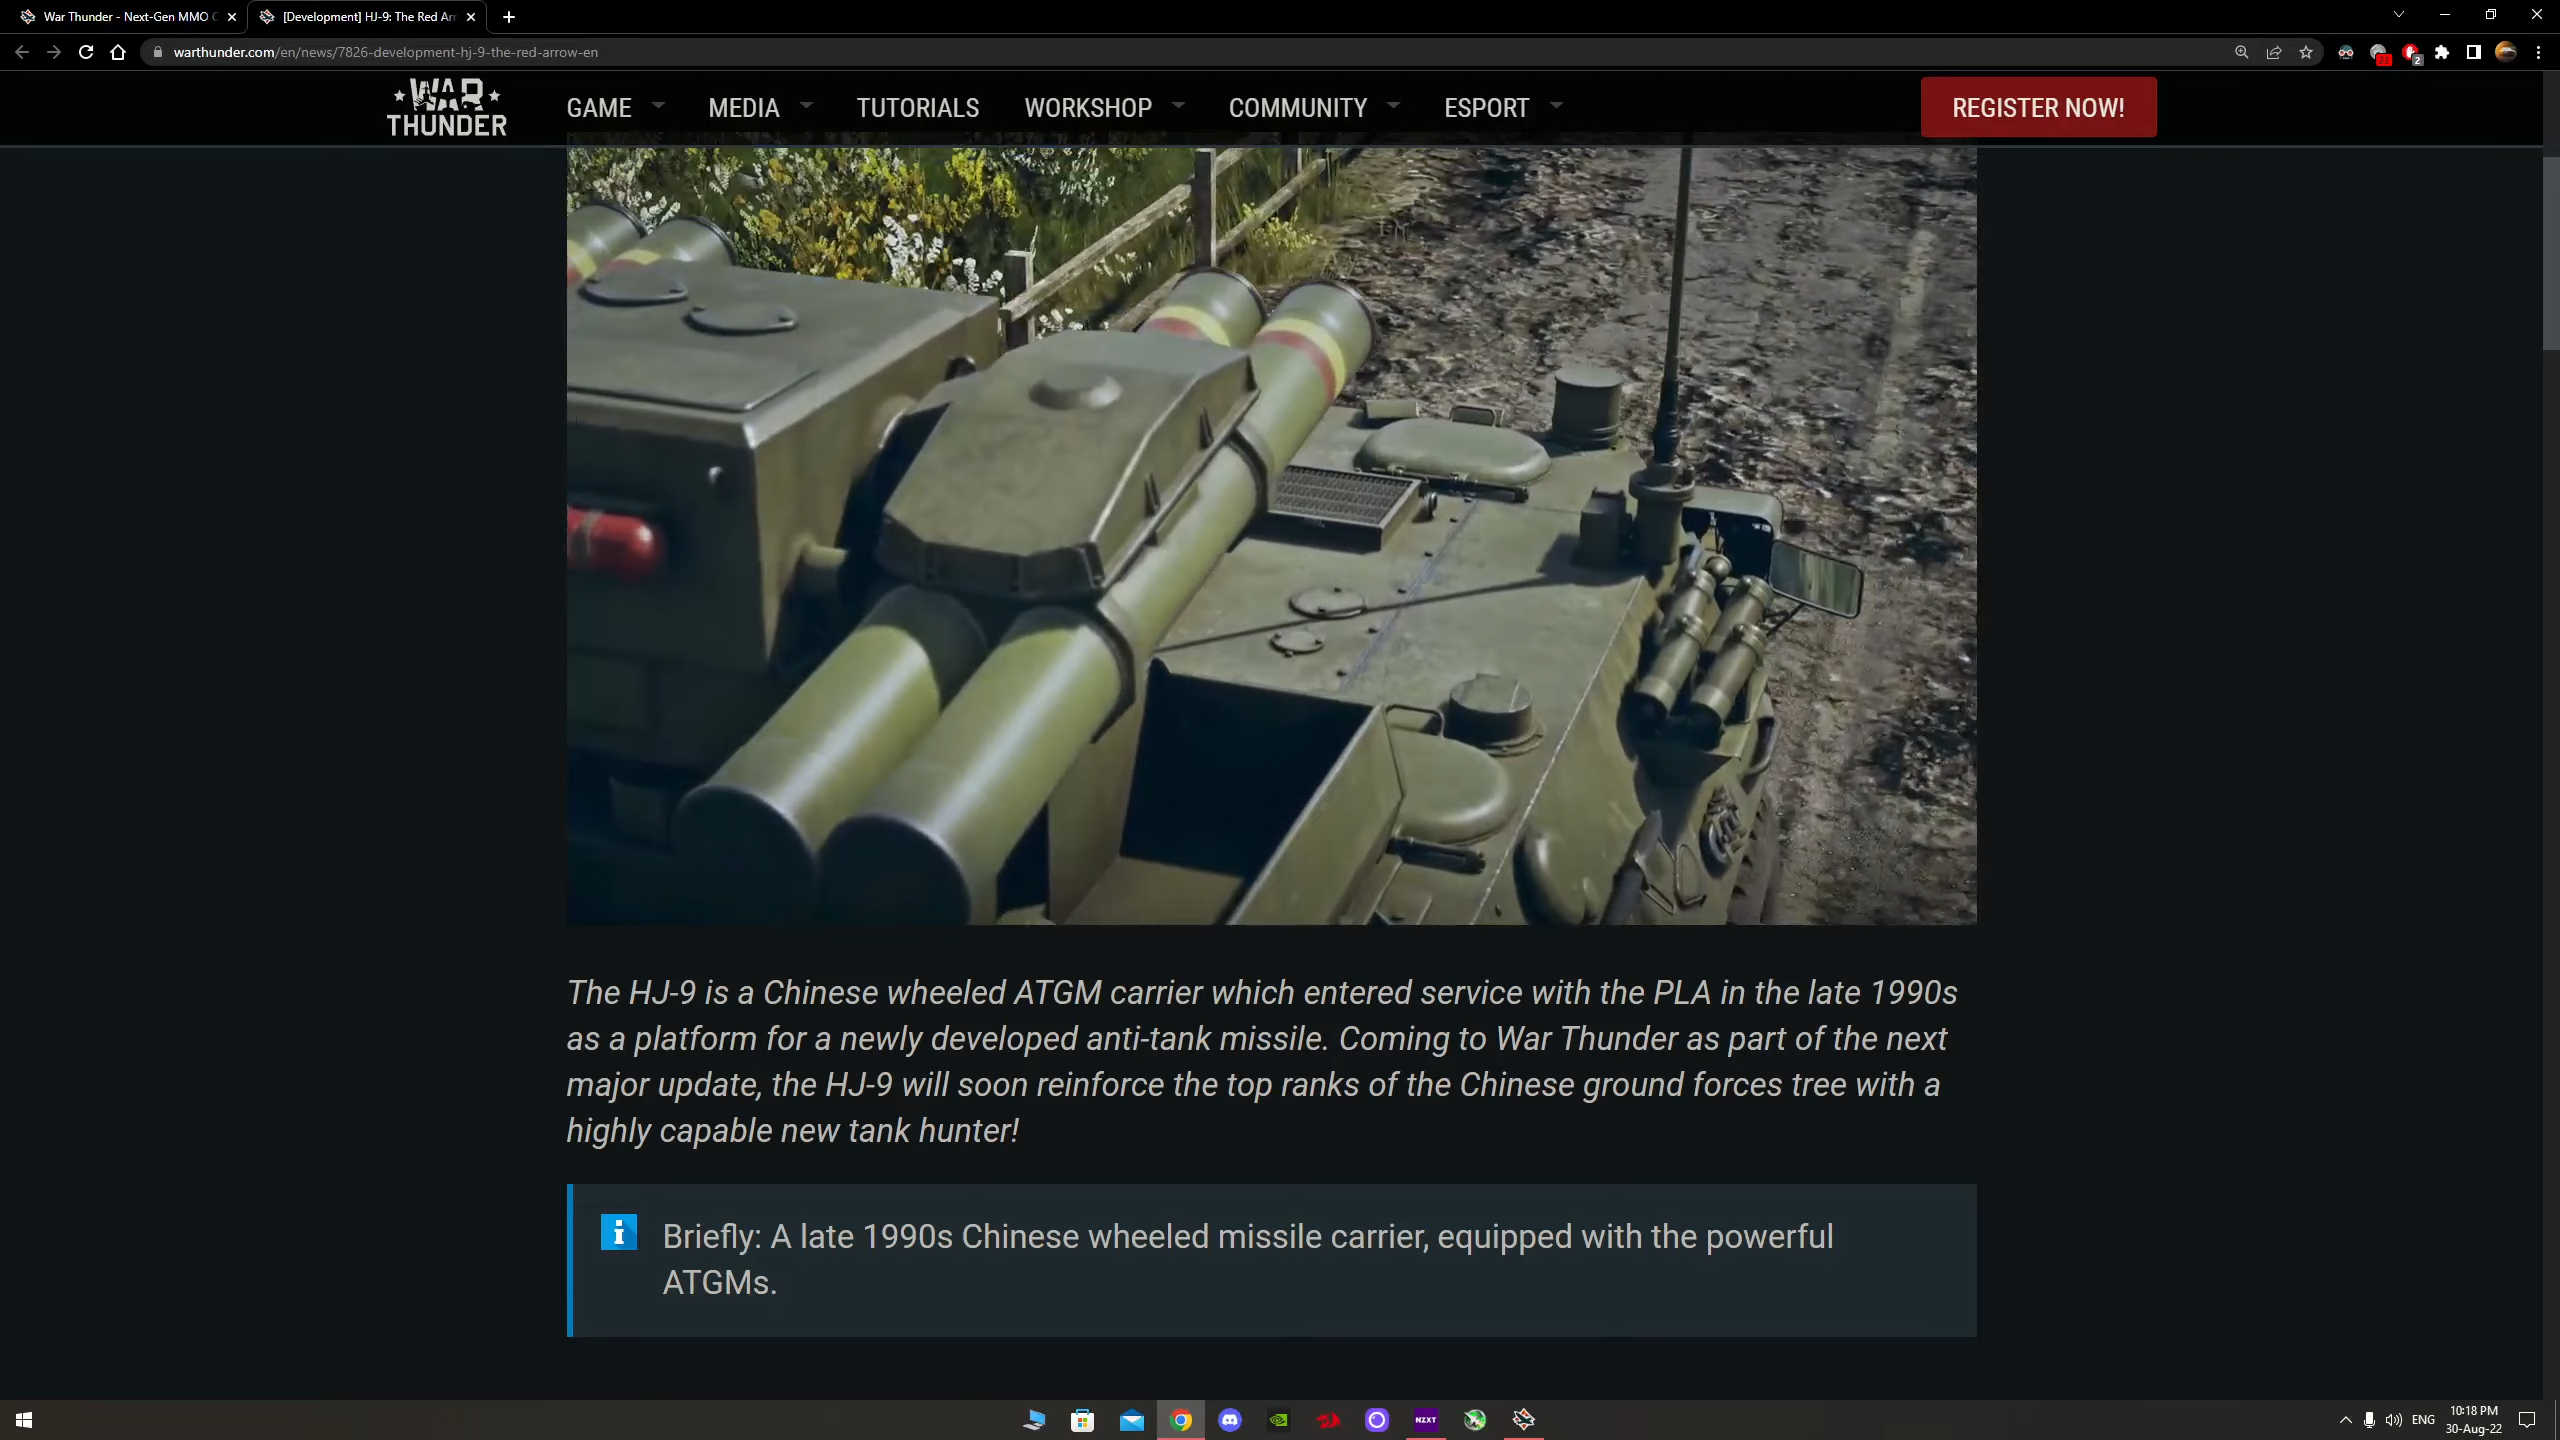 War Thunder - Next-Gen MMO C
[Development] HJ-9: The Red Arr
warthunder.com/en/news/7826-development-hj-9-the-red-arrow-en
23
2
WAR
THUNDER
GAME
MEDIA
TUTORIALS
WORKSHOP
COMMUNITY
ESPORT
REGISTER NOW!
The HJ-9 is a Chinese wheeled ATGM carrier which entered service with the PLA in the late 1990s
as a platform for a newly developed anti-tank missile. Coming to War Thunder as part of the next
major update, the HJ-9 will soon reinforce the top ranks of the Chinese ground forces tree with a
highly capable new tank hunter!
i
Briefly: A late 1990s Chinese wheeled missile carrier, equipped with the powerful
ATGMs.
NZXT
ENG
10:18 PM
30-Aug-22